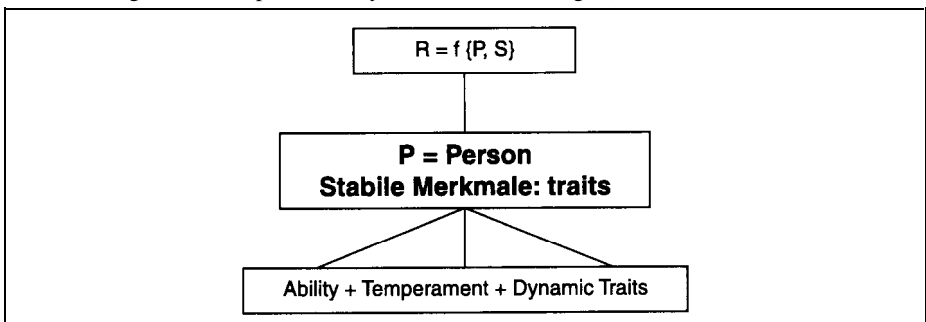 R = f {P, S}
P = Person
Stabile Merkmale: traits
Ability + Temperament + Dynamic Traits